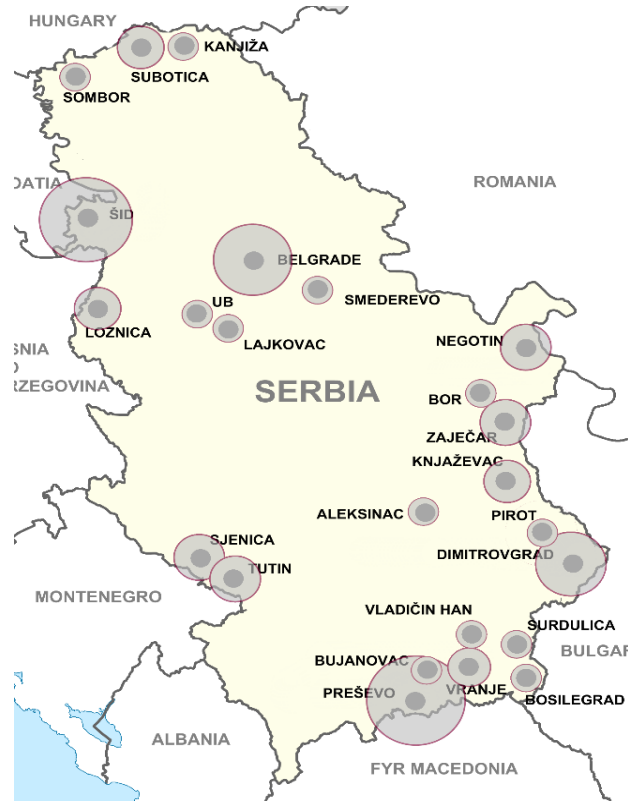 HUNGARY
KANJIŽA
SUBOTICA
SOMBOR
OATIA
ROMANIA
ŠID
BELGRADE
UB
SMEDEREVO
LOZNICA
LAJKOVAC
NEGOTIN
SNIA
O
RZEGOVINA
SERBIA
BOR
ZAJEČAR
KNJAŽEVAC
ALEKSINAC
PIROT
SJENICA
DIMITROVGRAD
TUTIN
MONTENEGRO
VLADIČIN HAN
SURDULICA
BULGAR
BUJANOVAC
PREŠEVO
VRANJE
BOSILEGRAD
ALBANIA
FYR MACEDONIA